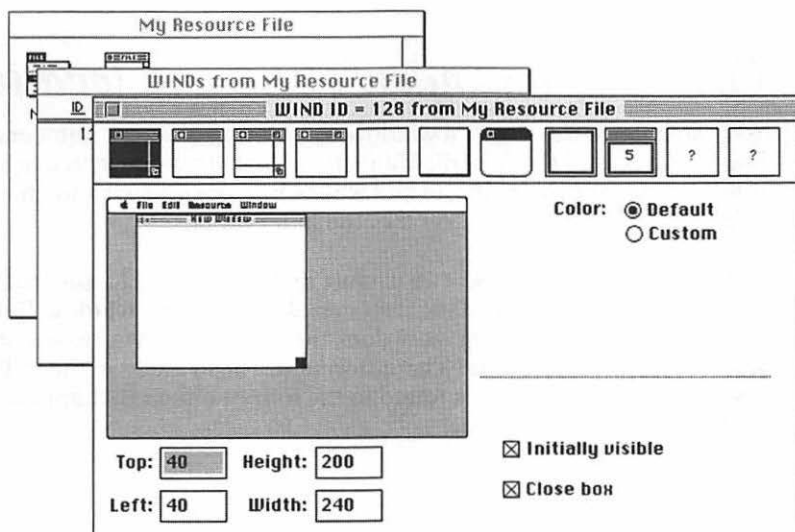 My Resource File
WINDs from My Resource File
ID
WIND ID = 128 from My Resource File
5
?
?
File Edit Resource Window
New Window
Color:
Default
Custom
Top: 40
Height: 200
Left: 40
Width: 240
Initially visible
Close box